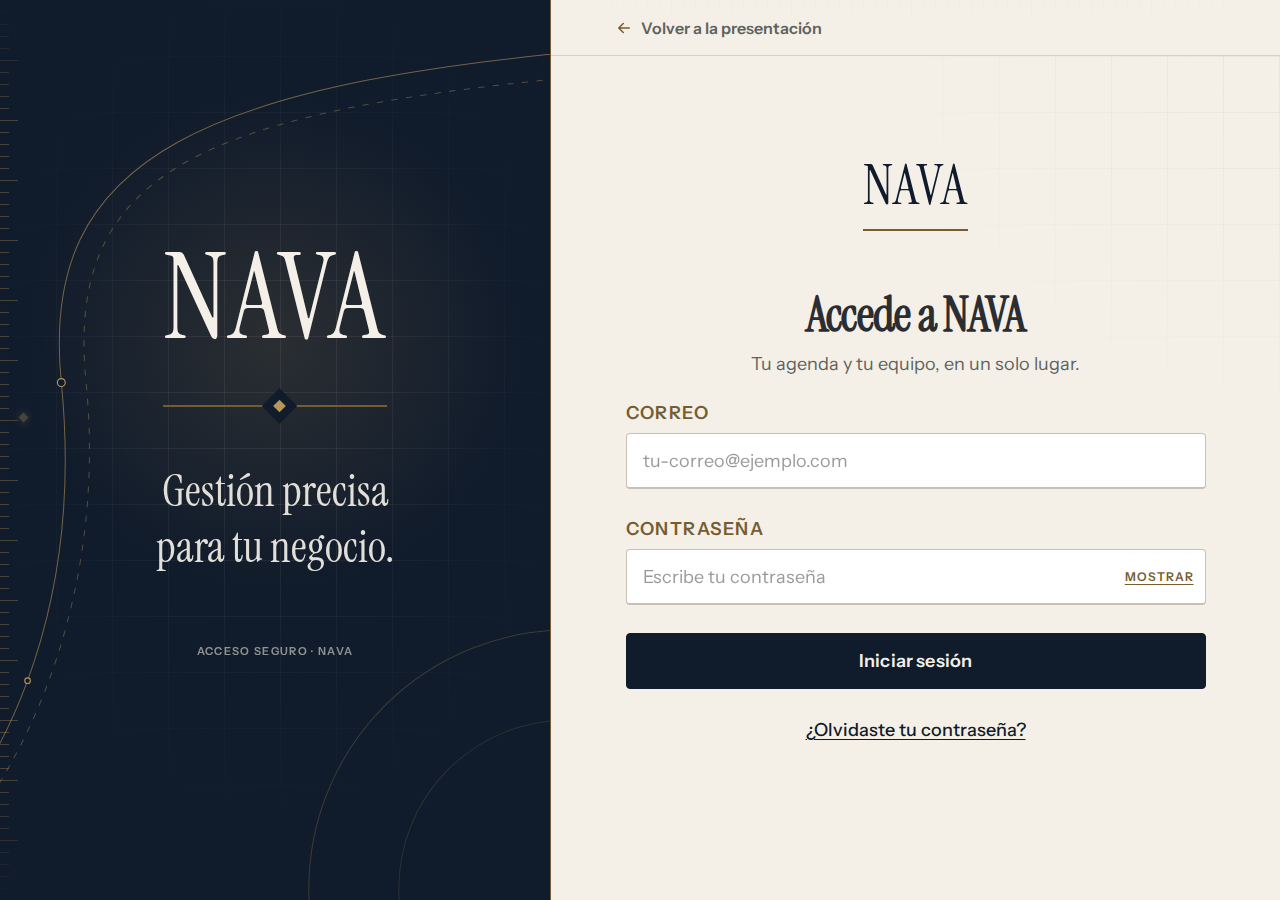 NAVA
Gestión precisa
para tu negocio.
ACCESO SEGURO · NAVA
← Volver a la presentación
NAVA
Accede a NAVA
Tu agenda y tu equipo, en un solo lugar.
CORREO
tu-correo@ejemplo.com
CONTRASEÑA
Escribe tu contraseña
MOSTRAR
Iniciar sesión
¿Olvidaste tu contraseña?